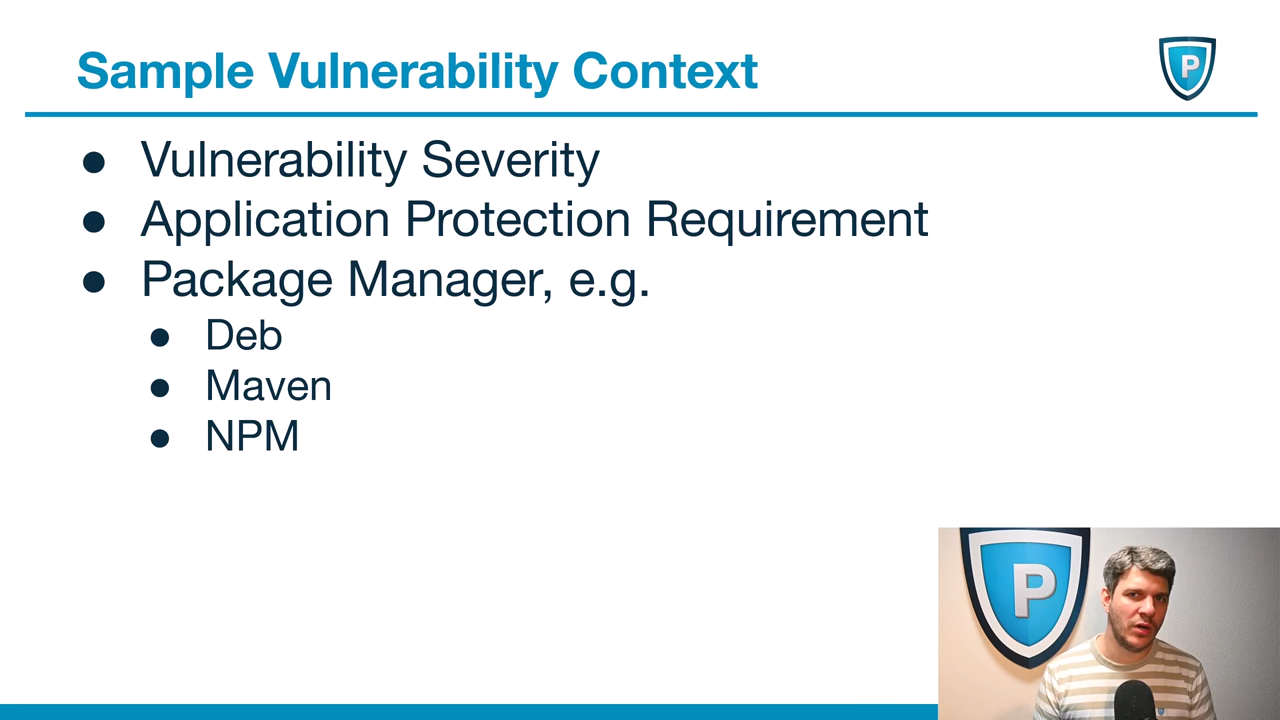 Sample Vulnerability Context
P
● Vulnerability Severity
● Application Protection Requirement
● Package Manager, e.g.
● Deb
● Maven
● NPM
P